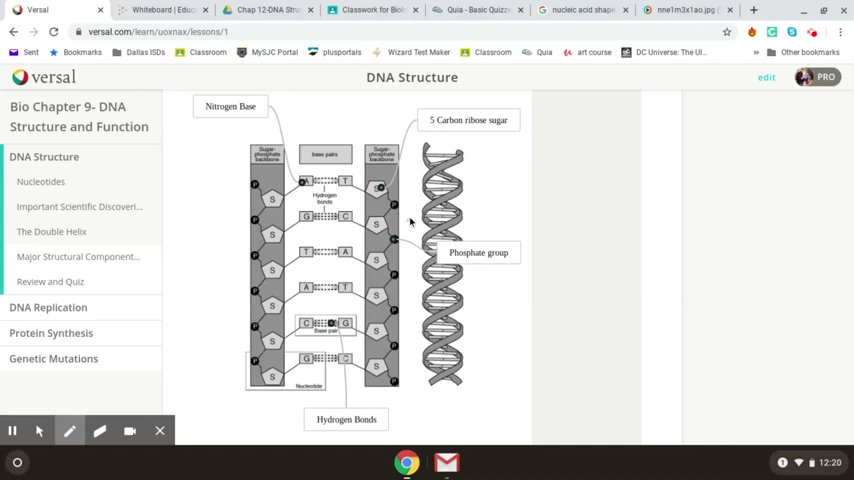 Versal
Whiteboard | Educ
Chap 12-DNA Struc
Classwork for Biolo
Quia - Basic Quizze
nucleic acid shape
nne1m3x1ao.jpg (
versal.com/learn/uoxnax/lessons/1
Sent
Bookmarks
Dallas ISDs
Classroom
MySJC Portal
plusportals
Wizard Test Maker
Classroom
Quia
art course
DC Universe: The Ul...
»
Other bookmarks
versal
DNA Structure
edit
PRO
Bio Chapter 9- DNA
Structure and Function
DNA Structure
Nucleotides
Important Scientific Discoveri...
The Double Helix
Major Structural Component...
Review and Quiz
DNA Replication
Protein Synthesis
Genetic Mutations
Nitrogen Base
5 Carbon ribose sugar
Sugar-
phosphate
backbone
base pairs
Sugar-
phosphate
backbone
P A T S
S Hydrogen P
bonds
P G C S
S
P T A S
S P
P A T S
S P
P C G S
Base pair
S P
P G C S
S Nucleotide P
Phosphate group
Hydrogen Bonds
1 12:20